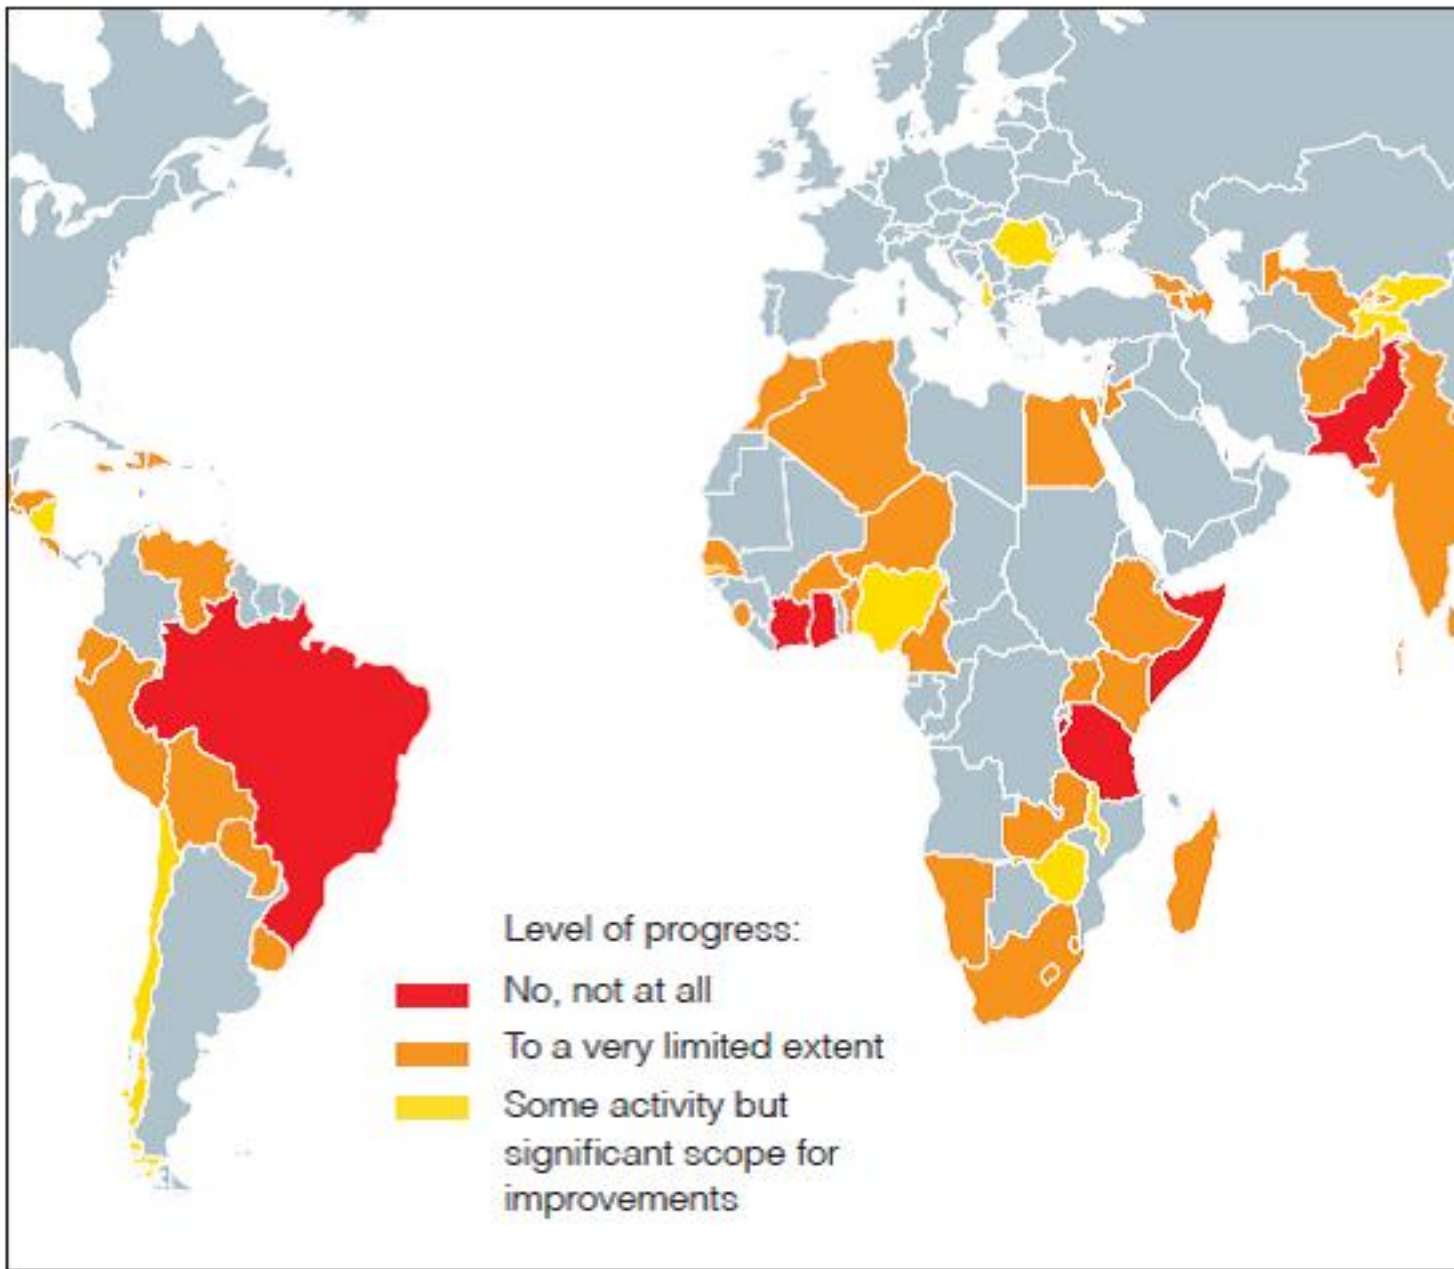 Level of progress:
No, not at all
To a very limited extent
Some activity but
significant scope for
improvements